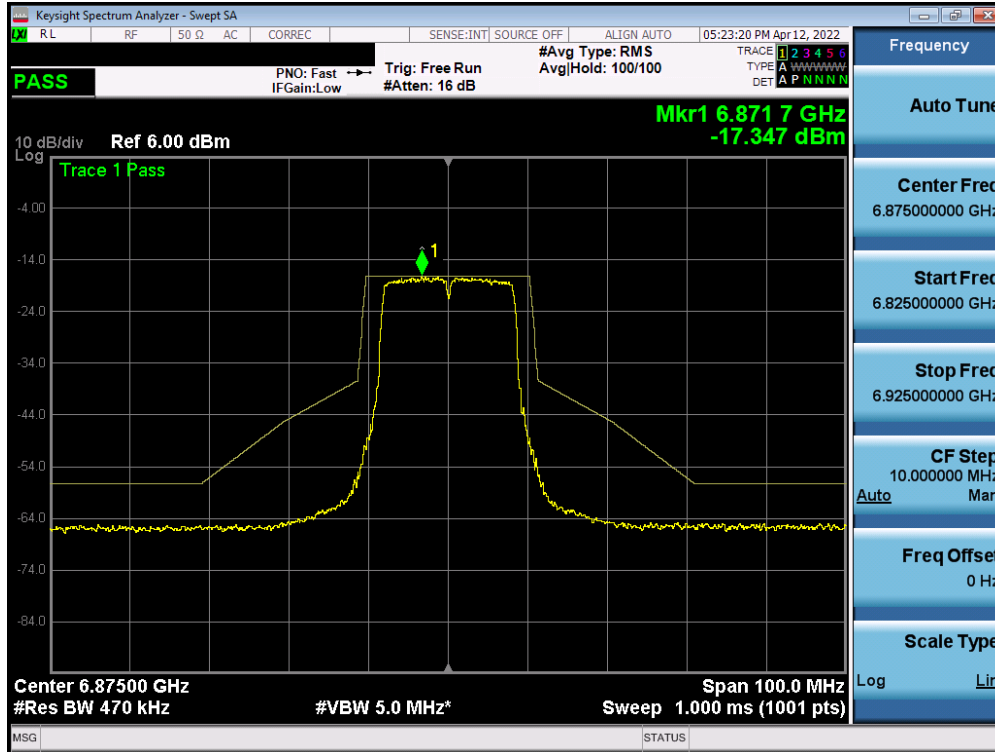 Keysight Spectrum Analyzer - Swept SA
LXI RL RF 50 Ω AC CORREC SENSE:INT SOURCE OFF ALIGN AUTO 05:23:20 PM Apr 12, 2022
PASS
PNO: Fast
IFGain:Low
Trig: Free Run
#Atten: 16 dB
#Avg Type: RMS
Avg|Hold: 100/100
TRACE 1 2 3 4 5 6
TYPE A WWWWW
DET A P N N N N
Mkr1 6.871 7 GHz
-17.347 dBm
10 dB/div Ref 6.00 dBm
Log
Trace 1 Pass
1
-4.00
-14.0
-24.0
-34.0
-44.0
-54.0
-64.0
-74.0
-84.0
Center 6.87500 GHz Span 100.0 MHz
#Res BW 470 kHz #VBW 5.0 MHz* Sweep 1.000 ms (1001 pts)
MSG STATUS
Frequency
Auto Tune
Center Freq
6.875000000 GHz
Start Freq
6.825000000 GHz
Stop Freq
6.925000000 GHz
CF Step
10.000000 MHz
Auto Man
Freq Offset
0 Hz
Scale Type
Log Lin